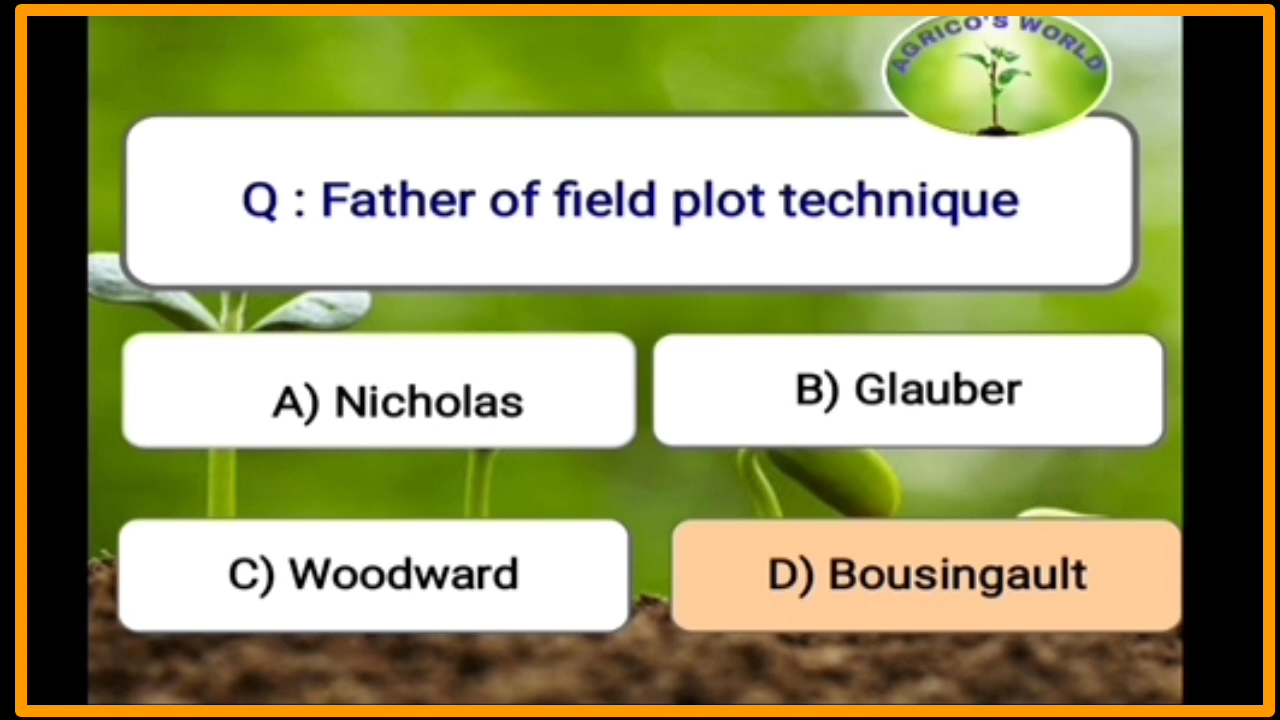 AGRICO'S WORLD
Q : Father of field plot technique
A) Nicholas
B) Glauber
C) Woodward
D) Bousingault